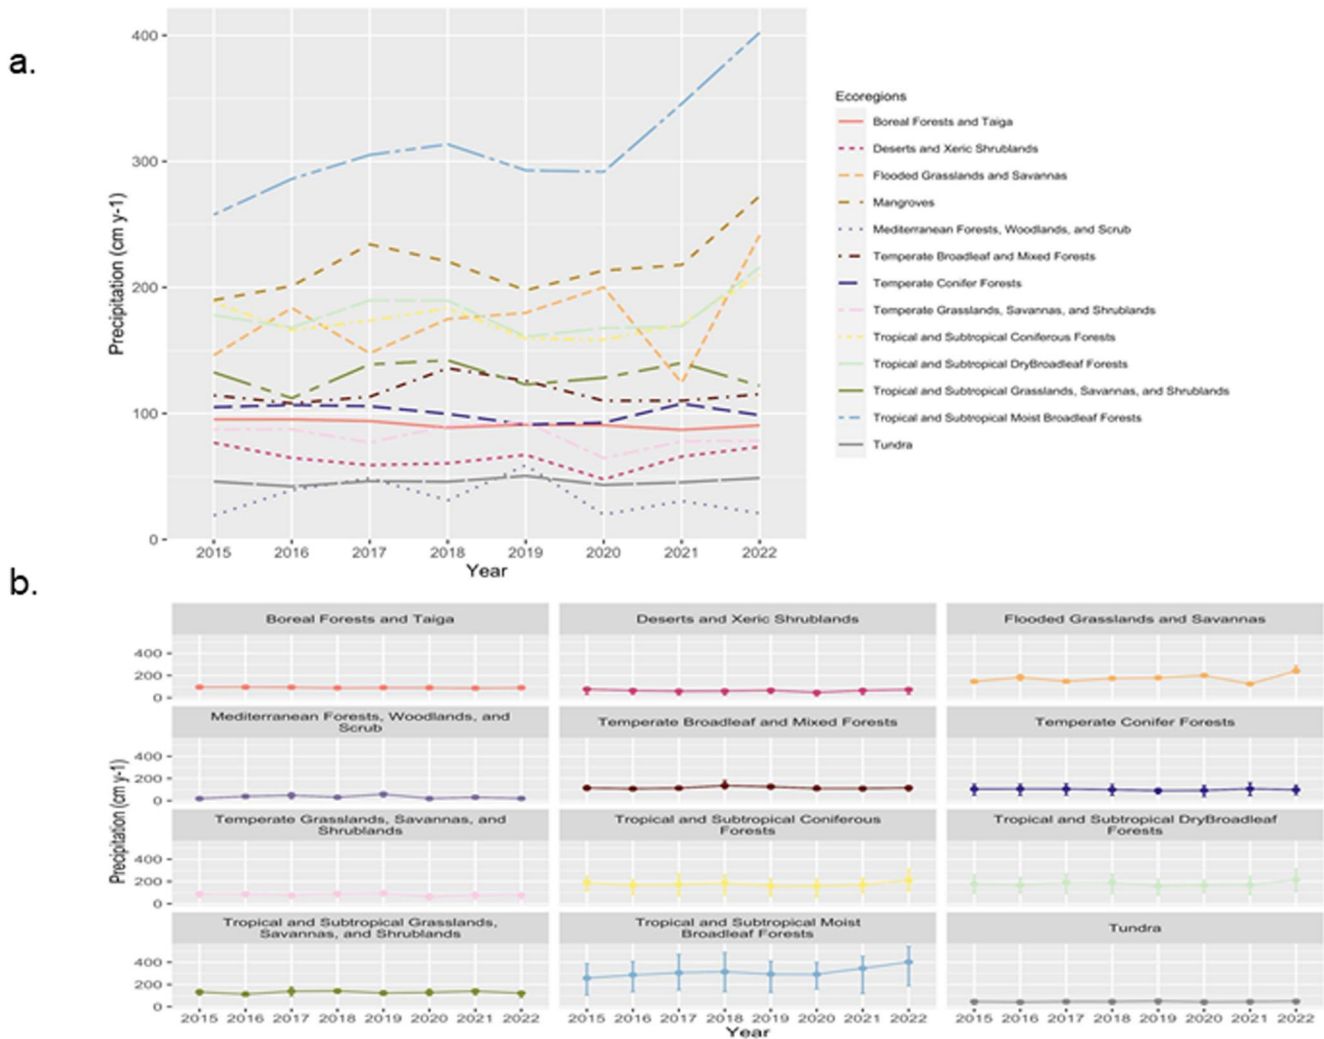 a.
400
300
200
100
0
Precipitation (cm y-1)
2015 2016 2017 2018 2019 2020 2021 2022
Year
Ecoregions
Boreal Forests and Taiga
Deserts and Xeric Shrublands
Flooded Grasslands and Savannas
Mangroves
Mediterranean Forests, Woodlands, and Scrub
Temperate Broadleaf and Mixed Forests
Temperate Conifer Forests
Temperate Grasslands, Savannas, and Shrublands
Tropical and Subtropical Coniferous Forests
Tropical and Subtropical DryBroadleaf Forests
Tropical and Subtropical Grasslands, Savannas, and Shrublands
Tropical and Subtropical Moist Broadleaf Forests
Tundra
b.
Precipitation (cm y-1)
Boreal Forests and Taiga
Deserts and Xeric Shrublands
Flooded Grasslands and Savannas
400
200
0
Mediterranean Forests, Woodlands, and
Scrub
Temperate Broadleaf and Mixed Forests
Temperate Conifer Forests
400
200
0
Temperate Grasslands, Savannas, and
Shrublands
Tropical and Subtropical Coniferous
Forests
Tropical and Subtropical DryBroadleaf
Forests
400
200
0
Tropical and Subtropical Grasslands,
Savannas, and Shrublands
Tropical and Subtropical Moist
Broadleaf Forests
Tundra
400
200
0
2015 2016 2017 2018 2019 2020 2021 2022
2015 2016 2017 2018 2019 2020 2021 2022
2015 2016 2017 2018 2019 2020 2021 2022
Year